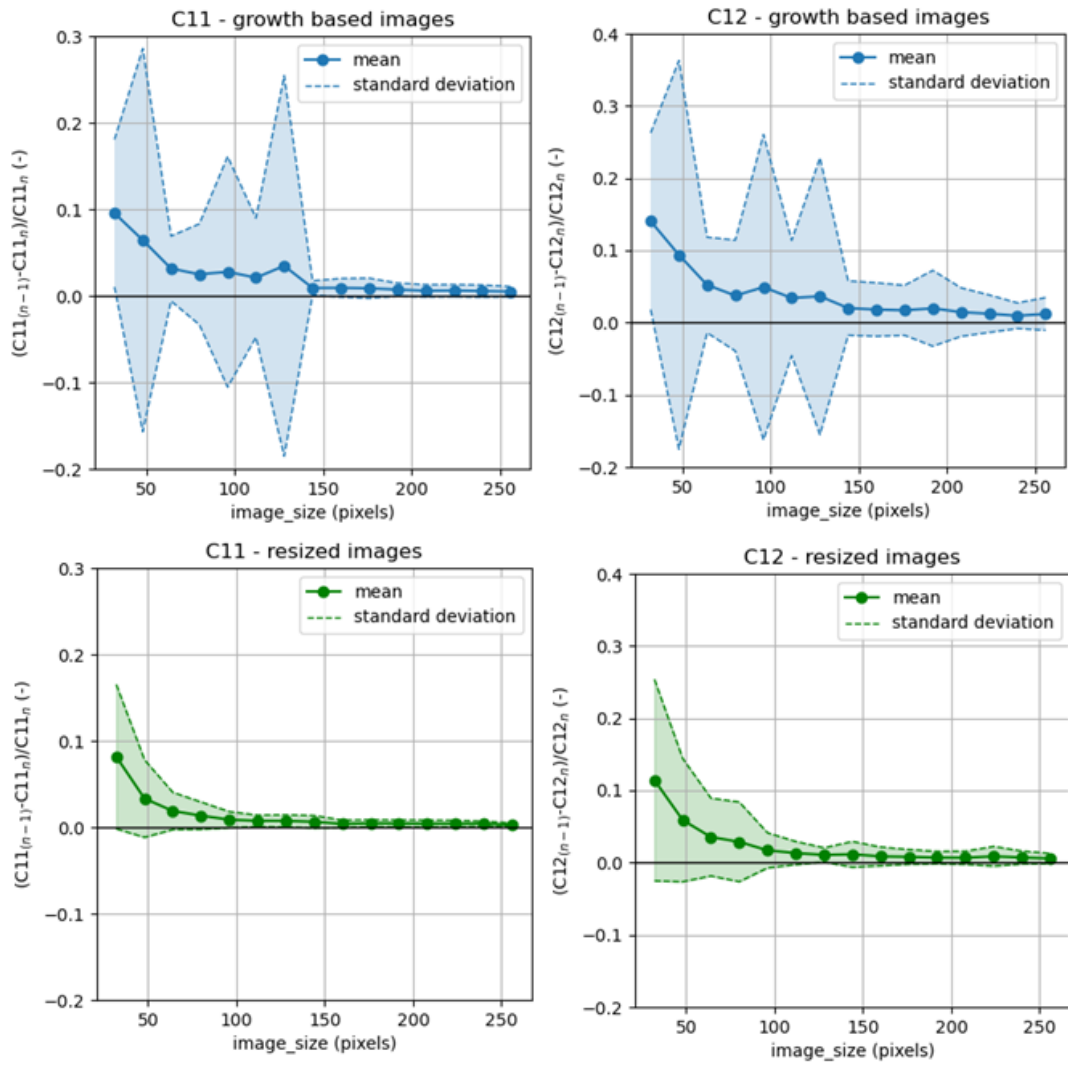 C11 - growth based images
0.3
0.2
0.1
0.0
−0.1
−0.2
(C11(n−1)-C11n)/C11n (-)
mean
standard deviation
50 100 150 200 250
image_size (pixels)
C12 - growth based images
0.4
0.3
0.2
0.1
0.0
−0.1
−0.2
(C12(n−1)-C12n)/C12n (-)
mean
standard deviation
50 100 150 200 250
image_size (pixels)
C11 - resized images
0.3
0.2
0.1
0.0
−0.1
−0.2
(C11(n−1)-C11n)/C11n (-)
mean
standard deviation
50 100 150 200 250
image_size (pixels)
C12 - resized images
0.4
0.3
0.2
0.1
0.0
−0.1
−0.2
(C12(n−1)-C12n)/C12n (-)
mean
standard deviation
50 100 150 200 250
image_size (pixels)